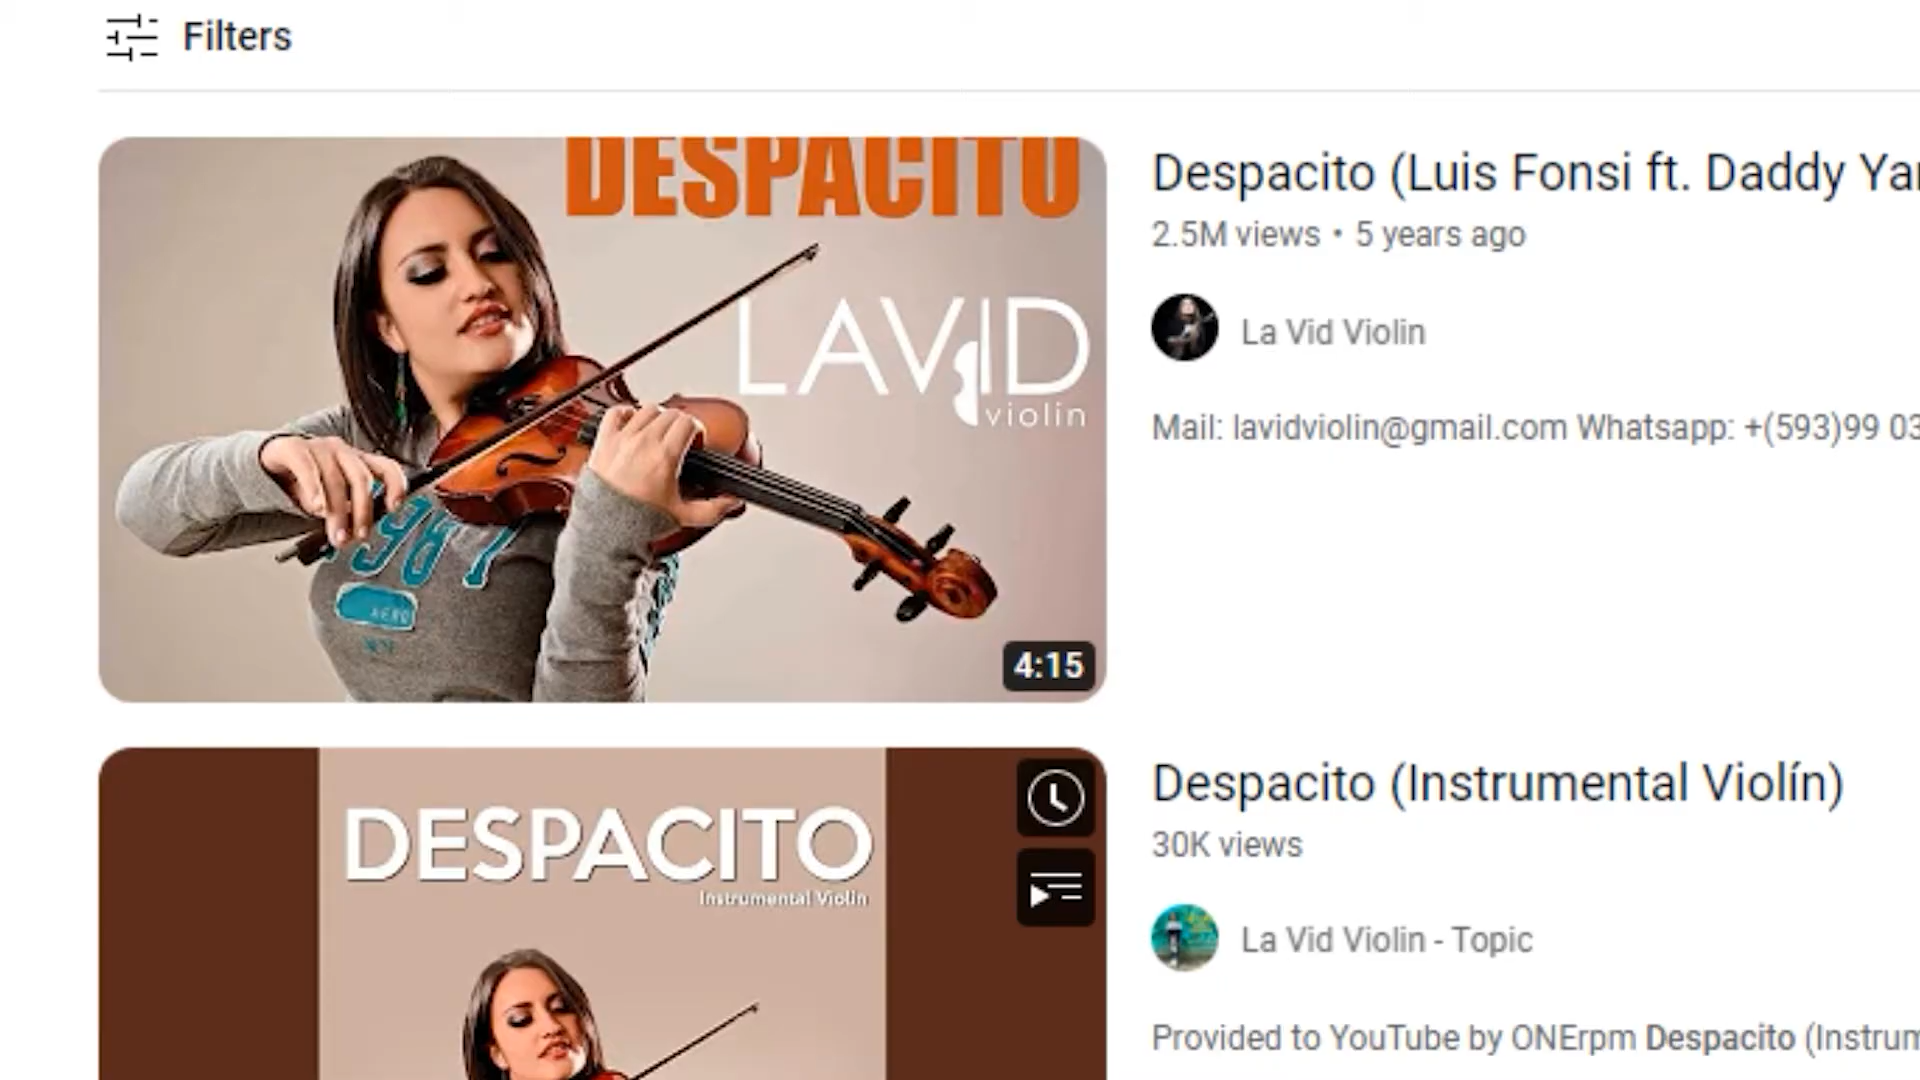 Filters
DESPACITO
LAVID
violin
987
AERO
4:15
Despacito (Luis Fonsi ft. Daddy
2.5M views • 5 years ago
La Vid Violin
Mail: lavidviolin@gmail.com Whatsapp: +(593)99 03
DESPACITO
Instrumental Violin
Despacito (Instrumental Violín)
30K views
La Vid Violin - Topic
Provided to YouTube by ONErpm Despacito